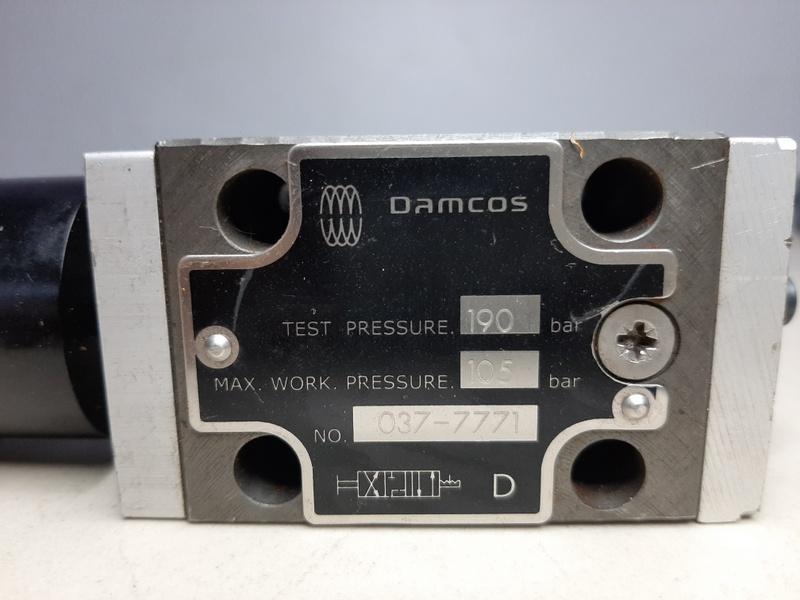 Damcos
TEST PRESSURE. 190 bar
MAX. WORK. PRESSURE. 105 bar
NO. 037-7771
D